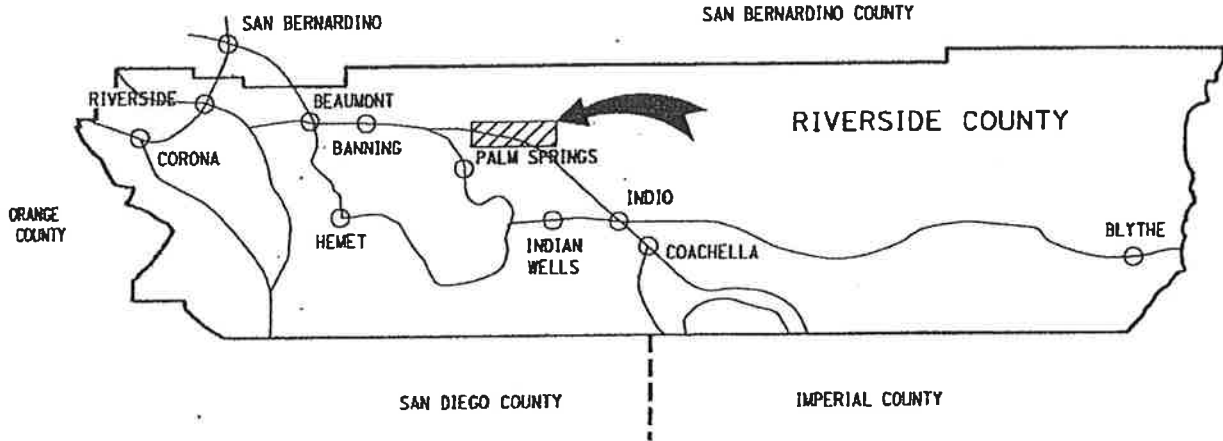 SAN BERNARDINO COUNTY
SAN BERNARDINO
RIVERSIDE
BEAUMONT
RIVERSIDE COUNTY
CORONA
BANNING
PALM SPRINGS
ORANGE
COUNTY
HEMET
INDIAN
WELLS
INDIO
COACHELLA
BLYTHE
SAN DIEGO COUNTY
IMPERIAL COUNTY